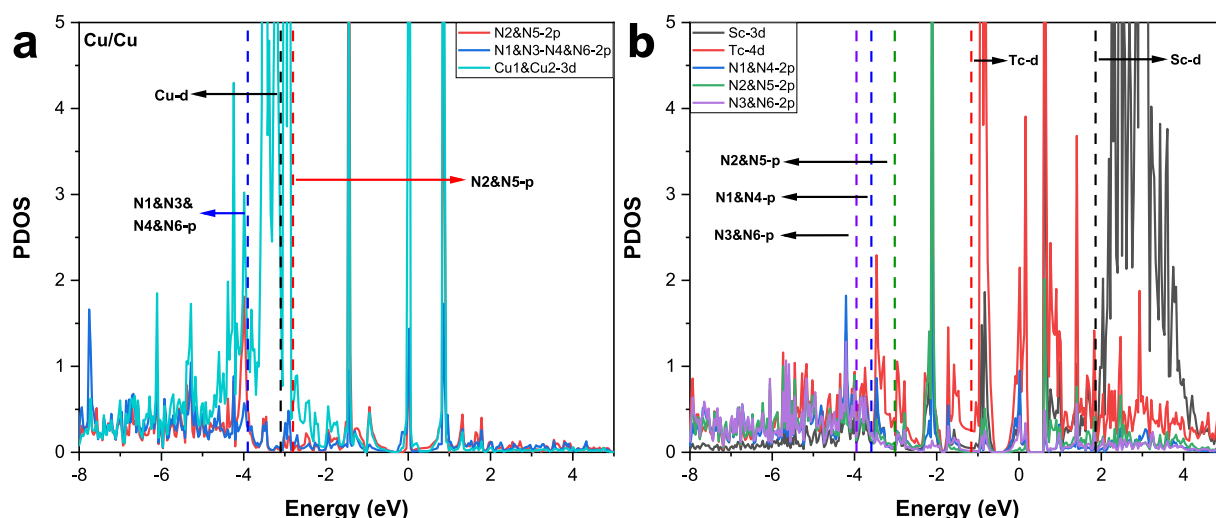 a
Cu/Cu
N2&N5-2p
N1&N3-N4&N6-2p
Cu1&Cu2-3d
Cu-d
N2&N5-p
N1&N3&
N4&N6-p
PDOS
5
4
3
2
1
0
-8 -6 -4 -2 0 2 4
Energy (eV)
b
Sc-3d
Tc-4d
N1&N4-2p
N2&N5-2p
N3&N6-2p
Tc-d
Sc-d
N2&N5-p
N1&N4-p
N3&N6-p
PDOS
5
4
3
2
1
0
-8 -6 -4 -2 0 2 4
Energy (eV)